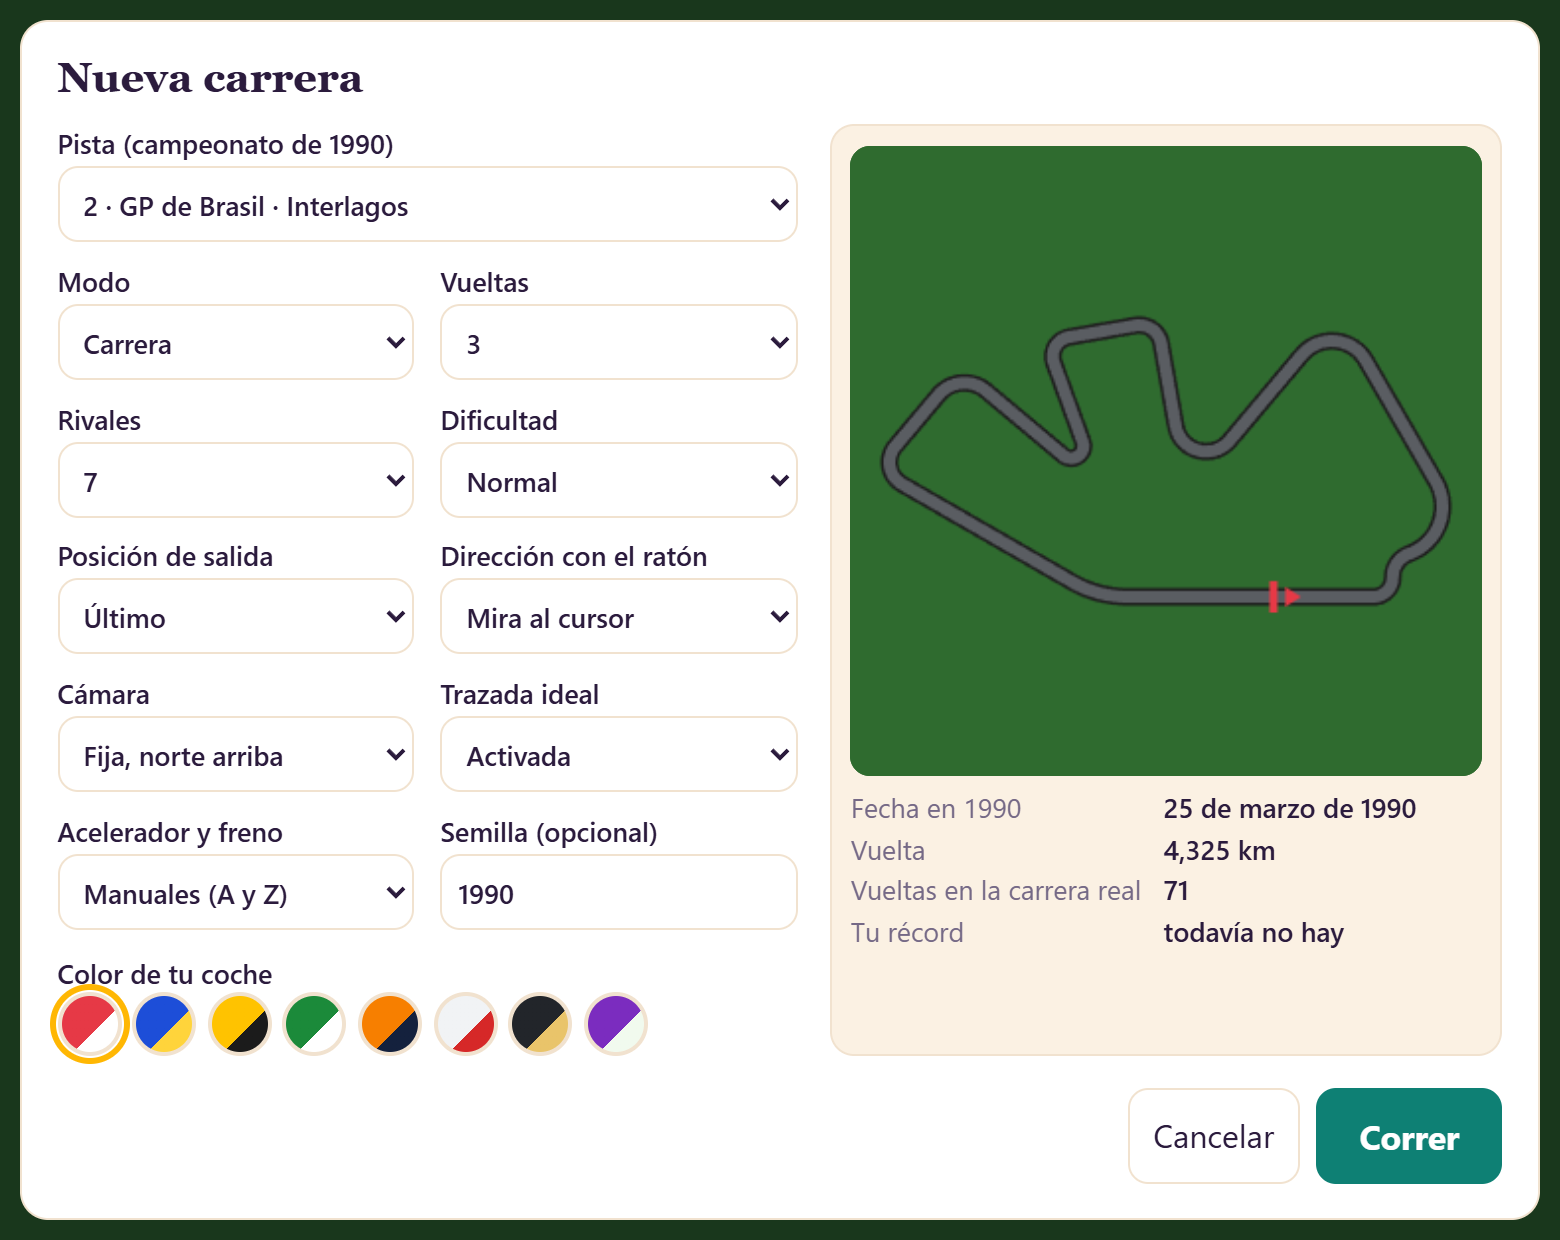 Nueva carrera
Pista (campeonato de 1990)
2 · GP de Brasil · Interlagos
Modo
Carrera
Vueltas
3
Rivales
7
Dificultad
Normal
Posición de salida
Último
Dirección con el ratón
Mira al cursor
Cámara
Fija, norte arriba
Trazada ideal
Activada
Acelerador y freno
Manuales (A y Z)
Semilla (opcional)
1990
Color de tu coche
Fecha en 1990 25 de marzo de 1990
Vuelta 4,325 km
Vueltas en la carrera real 71
Tu récord todavía no hay
Cancelar
Correr